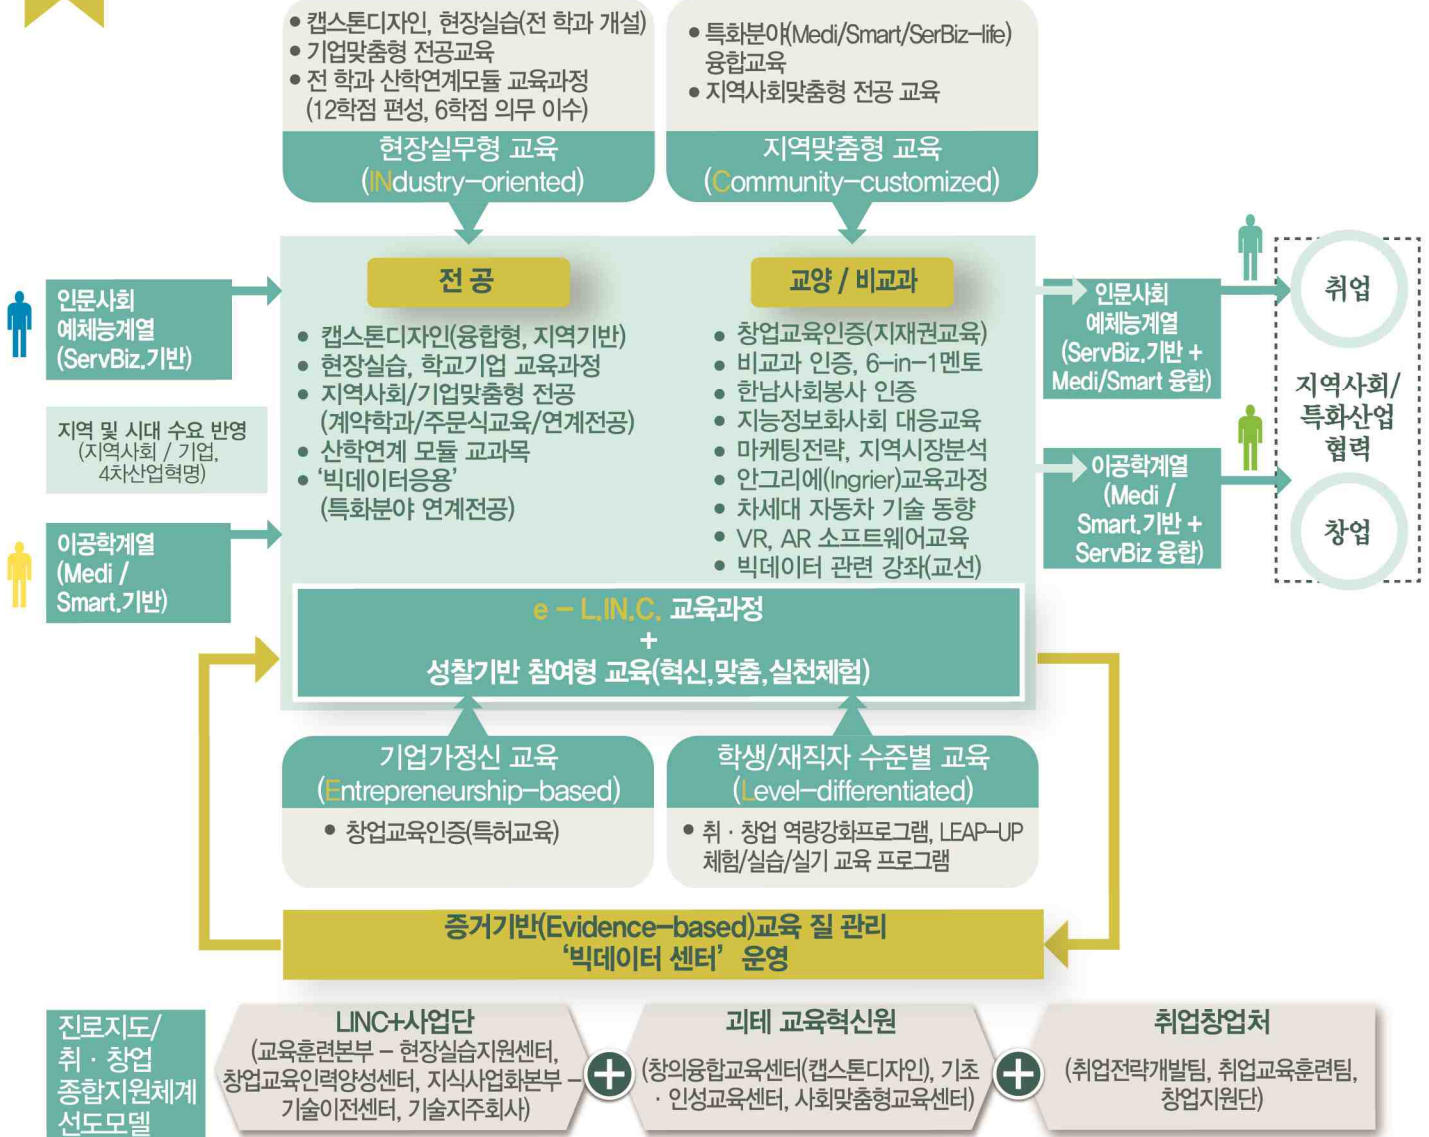 • 캡스톤디자인, 현장실습(전 학과 개설)
• 기업맞춤형 전공교육
• 전 학과 산학연계모듈 교육과정
(12학점 편성, 6학점 의무 이수)
현장실무형 교육
(INdustry-oriented)
• 특화분야(Medi/Smart/SerBiz-life)
융합교육
• 지역사회맞춤형 전공 교육
지역맞춤형 교육
(Community-customized)
인문사회
예체능계열
(ServBiz.기반)
지역 및 시대 수요 반영
(지역사회 / 기업,
4차산업혁명)
이공학계열
(Medi /
Smart.기반)
전 공
• 캡스톤디자인(융합형, 지역기반)
• 현장실습, 학교기업 교육과정
• 지역사회/기업맞춤형 전공
(계약학과/주문식교육/연계전공)
• 산학연계 모듈 교과목
• ‘빅데이터응용’
(특화분야 연계전공)
교양 / 비교과
• 창업교육인증(지재권교육)
• 비교과 인증, 6-in-1멘토
• 한남사회봉사 인증
• 지능정보화사회 대응교육
• 마케팅전략, 지역시장분석
• 안그리에(Ingrier)교육과정
• 차세대 자동차 기술 동향
• VR, AR 소프트웨어교육
• 빅데이터 관련 강좌(교선)
인문사회
예체능계열
(ServBiz.기반 +
Medi/Smart 융합)
이공학계열
(Medi /
Smart.기반 +
ServBiz 융합)
취업
지역사회/
특화산업
협력
창업
e - L.IN.C. 교육과정
+
성찰기반 참여형 교육(혁신,맞춤,실천체험)
기업가정신 교육
(Entrepreneurship-based)
• 창업교육인증(특허교육)
학생/재직자 수준별 교육
(Level-differentiated)
• 취 · 창업 역량강화프로그램, LEAP-UP
체험/실습/실기 교육 프로그램
증거기반(Evidence-based)교육 질 관리
‘빅데이터 센터’ 운영
진로지도/
취 · 창업
종합지원체계
선도모델
LINC+사업단
(교육훈련본부 - 현장실습지원센터,
창업교육인력양성센터, 지식사업화본부 -
기술이전센터, 기술지주회사)
+
괴테 교육혁신원
(창의융합교육센터(캡스톤디자인), 기초
· 인성교육센터, 사회맞춤형교육센터)
+
취업창업처
(취업전략개발팀, 취업교육훈련팀,
창업지원단)